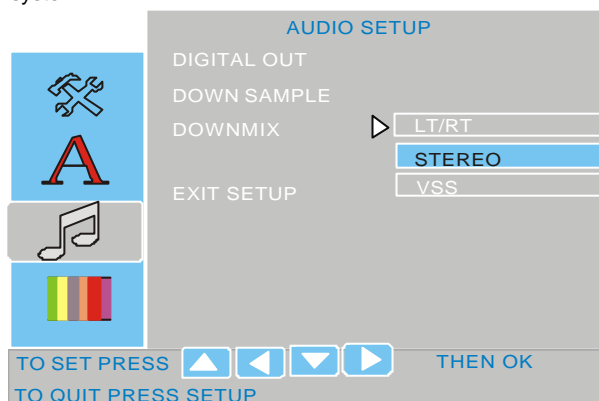 AUDIO SETUP
DIGITAL OUT
DOWN SAMPLE
DOWNMIX LT/RT
STEREO
EXIT SETUP VSS
A
TO SET PRESS THEN OK
TO QUIT PRESS SETUP